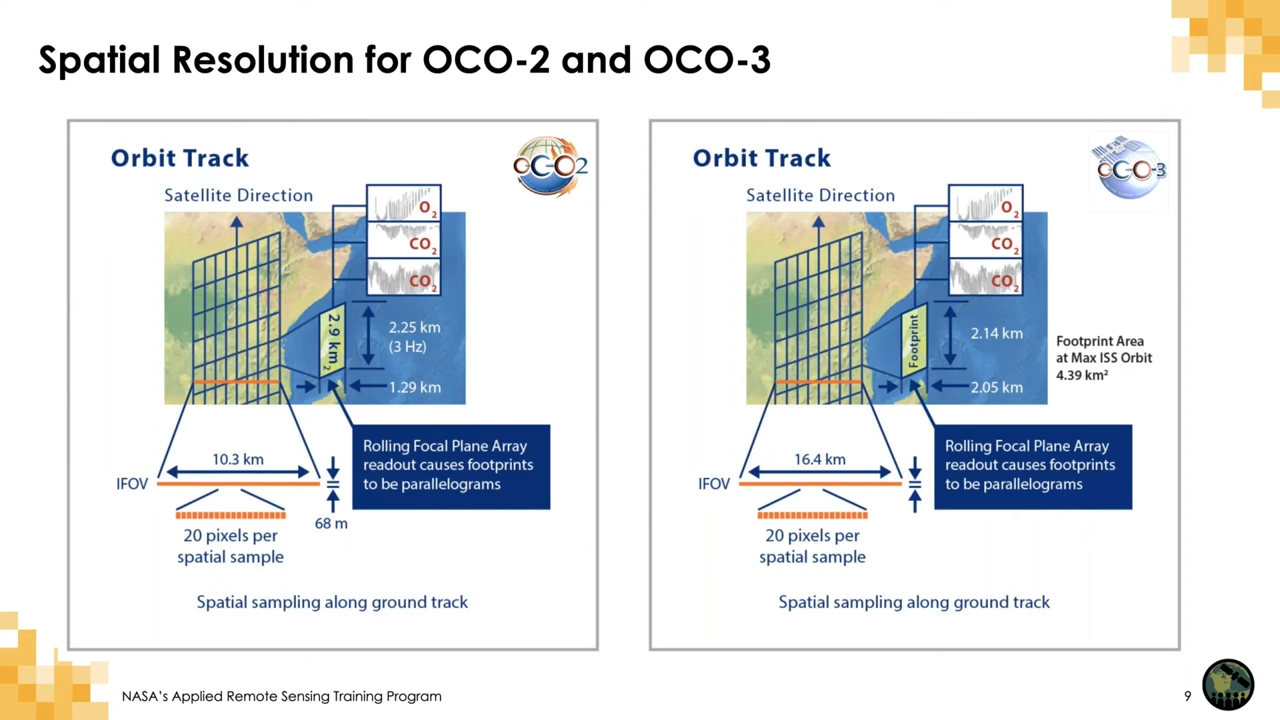 Spatial Resolution for OCO-2 and OCO-3
Orbit Track
OCO2
Satellite Direction
O2
CO2
CO2
2.9 km2
2.25 km
(3 Hz)
1.29 km
Rolling Focal Plane Array
readout causes footprints
to be parallelograms
10.3 km
IFOV
68 m
20 pixels per
spatial sample
Spatial sampling along ground track
Orbit Track
OCO-3
Satellite Direction
O2
CO2
CO2
Footprint
2.14 km
2.05 km
Footprint Area
at Max ISS Orbit
4.39 km²
Rolling Focal Plane Array
readout causes footprints
to be parallelograms
16.4 km
IFOV
20 pixels per
spatial sample
Spatial sampling along ground track
NASA's Applied Remote Sensing Training Program
9